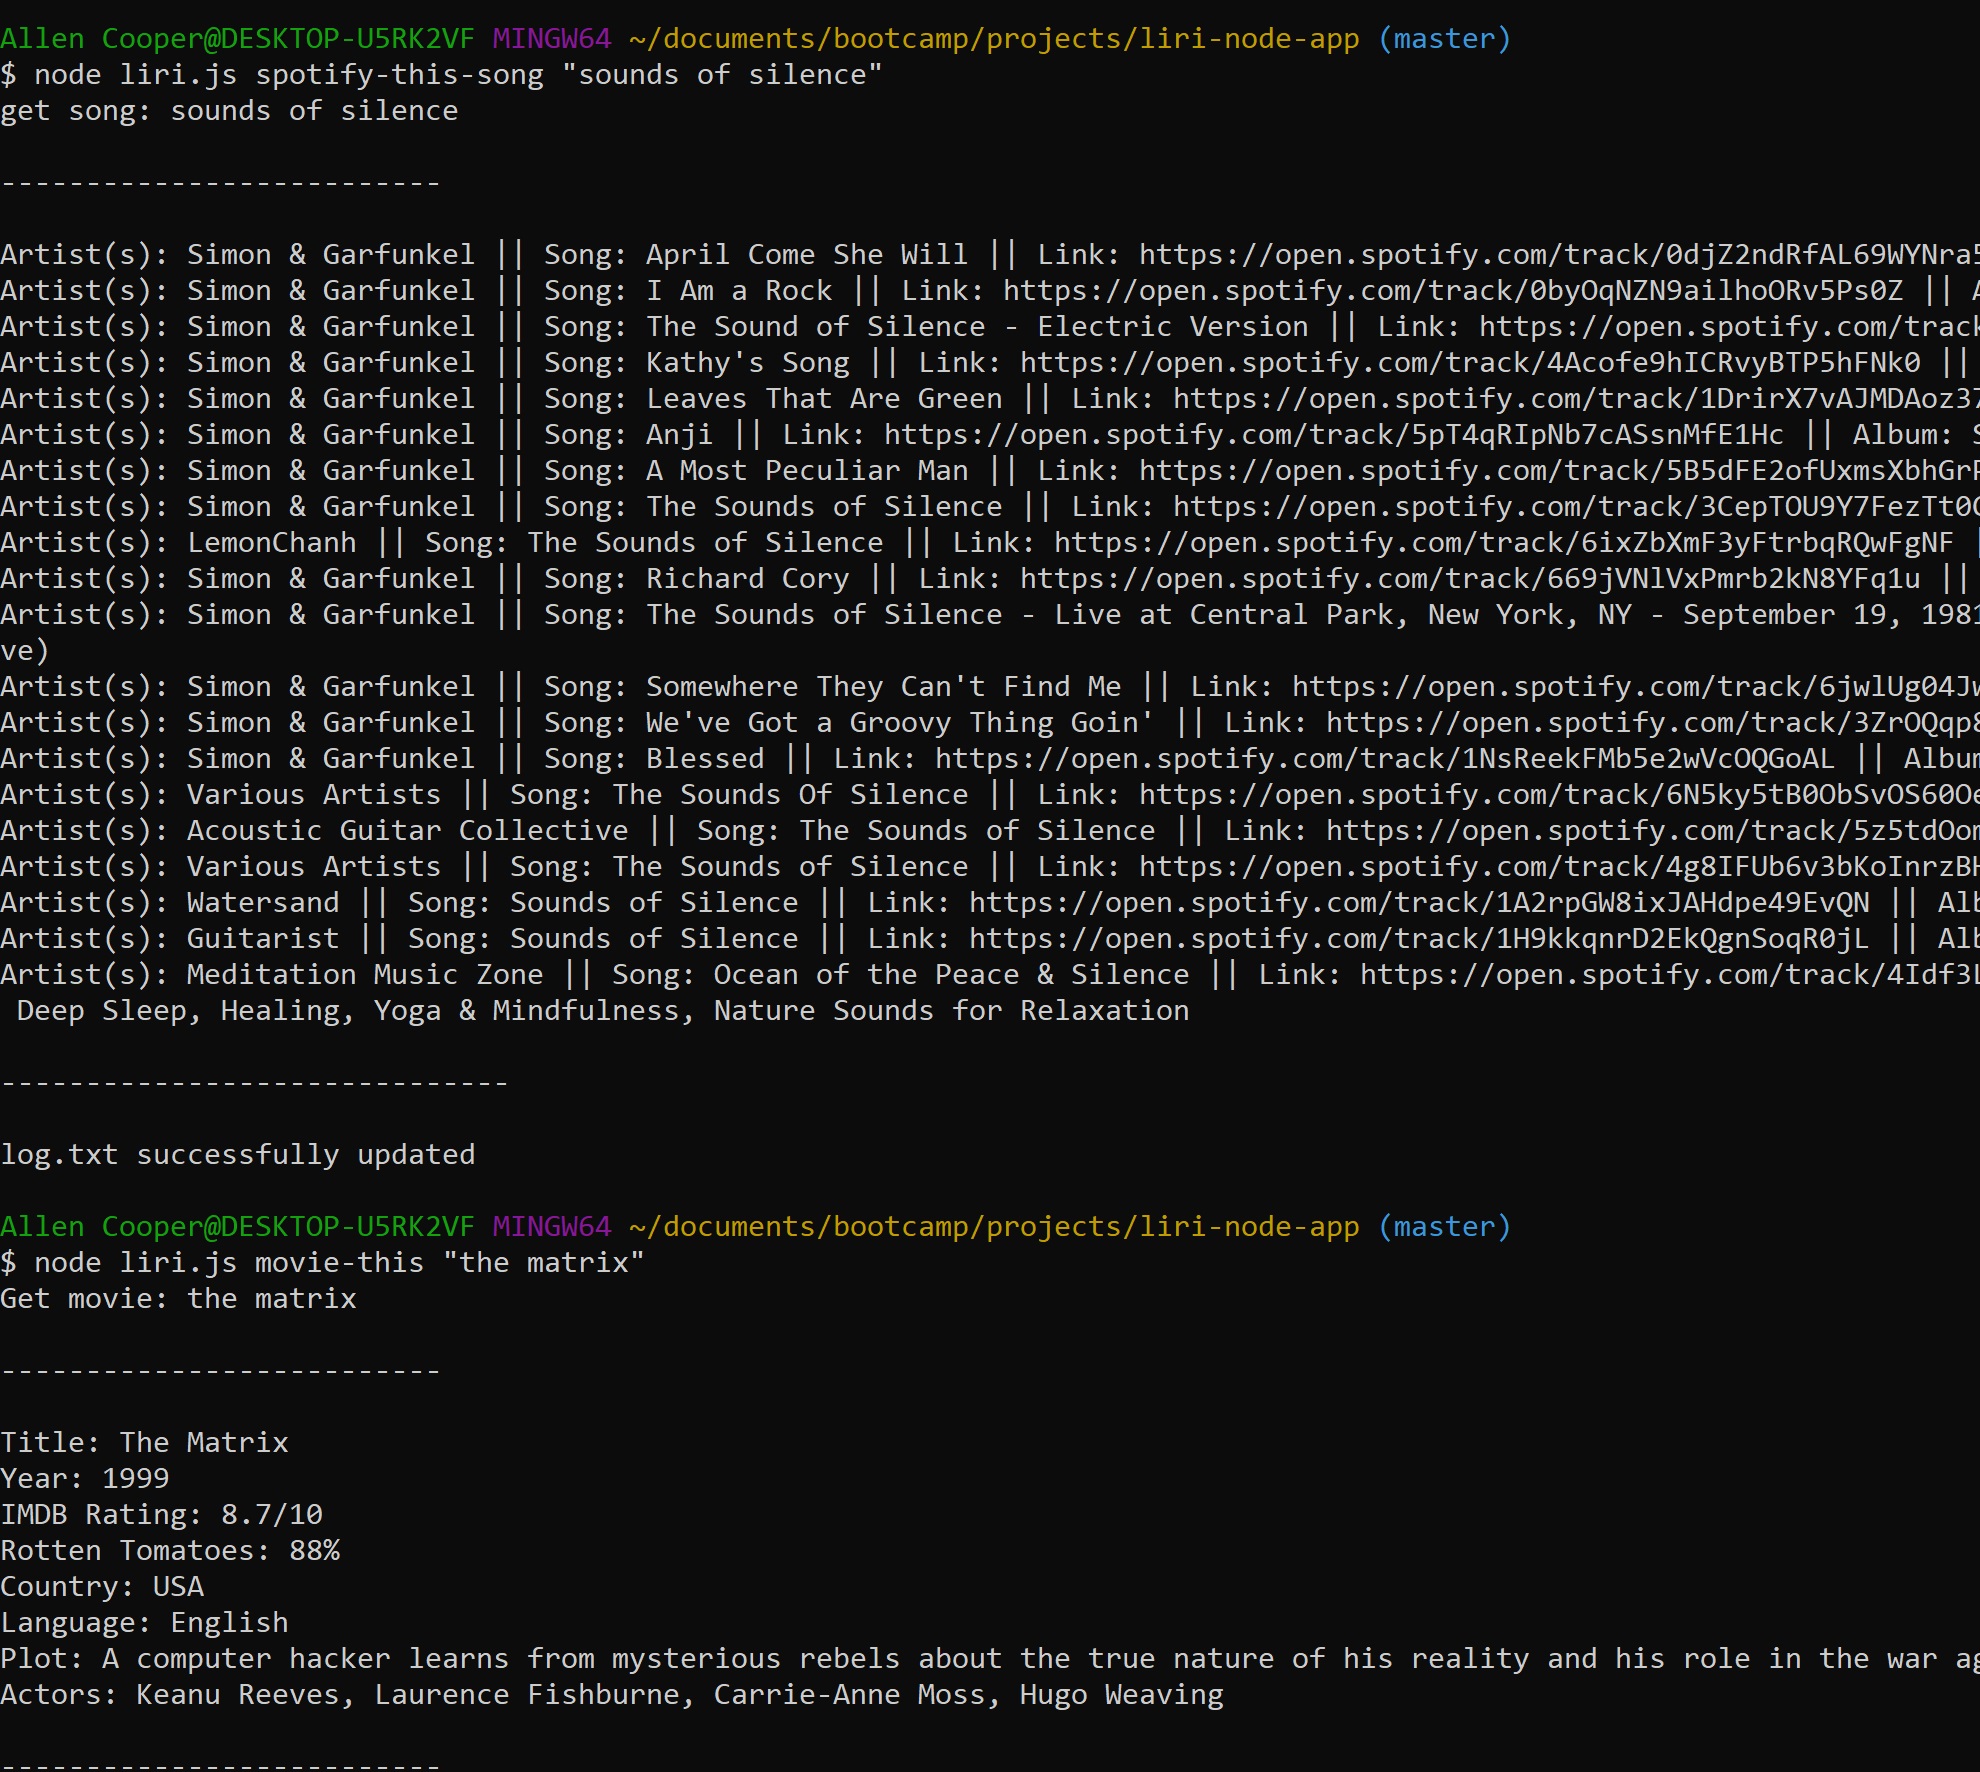 Allen Cooper@DESKTOP-U5RK2VF MINGW64 ~/documents/bootcamp/projects/liri-node-app (master)
$ node liri.js spotify-this-song "sounds of silence"
get song: sounds of silence
--------------------------
Artist(s): Simon & Garfunkel || Song: April Come She Will || Link: https://open.spotify.com/track/0djZ2ndRfAL69WYNra5
Artist(s): Simon & Garfunkel || Song: I Am a Rock || Link: https://open.spotify.com/track/0byOqNZN9ailhoORv5Ps0Z || A
Artist(s): Simon & Garfunkel || Song: The Sound of Silence - Electric Version || Link: https://open.spotify.com/track
Artist(s): Simon & Garfunkel || Song: Kathy's Song || Link: https://open.spotify.com/track/4Acofe9hICRvyBTP5hFNk0 ||
Artist(s): Simon & Garfunkel || Song: Leaves That Are Green || Link: https://open.spotify.com/track/1DrirX7vAJMDAoz37
Artist(s): Simon & Garfunkel || Song: Anji || Link: https://open.spotify.com/track/5pT4qRIpNb7cASsnMfE1Hc || Album: S
Artist(s): Simon & Garfunkel || Song: A Most Peculiar Man || Link: https://open.spotify.com/track/5B5dFE2ofUxmsXbhGrP
Artist(s): Simon & Garfunkel || Song: The Sounds of Silence || Link: https://open.spotify.com/track/3CepTOU9Y7FezTt0C
Artist(s): LemonChanh || Song: The Sounds of Silence || Link: https://open.spotify.com/track/6ixZbXmF3yFtrbqRQwFgNF |
Artist(s): Simon & Garfunkel || Song: Richard Cory || Link: https://open.spotify.com/track/669jVNlVxPmrb2kN8YFq1u ||
Artist(s): Simon & Garfunkel || Song: The Sounds of Silence - Live at Central Park, New York, NY - September 19, 1981
ve)
Artist(s): Simon & Garfunkel || Song: Somewhere They Can't Find Me || Link: https://open.spotify.com/track/6jwlUg04Jw
Artist(s): Simon & Garfunkel || Song: We've Got a Groovy Thing Goin' || Link: https://open.spotify.com/track/3ZrOQqp8
Artist(s): Simon & Garfunkel || Song: Blessed || Link: https://open.spotify.com/track/1NsReekFMb5e2wVcOQGoAL || Album
Artist(s): Various Artists || Song: The Sounds Of Silence || Link: https://open.spotify.com/track/6N5ky5tB0ObSvOS60Oe
Artist(s): Acoustic Guitar Collective || Song: The Sounds of Silence || Link: https://open.spotify.com/track/5z5tdOom
Artist(s): Various Artists || Song: The Sounds of Silence || Link: https://open.spotify.com/track/4g8IFUb6v3bKoInrzBH
Artist(s): Watersand || Song: Sounds of Silence || Link: https://open.spotify.com/track/1A2rpGW8ixJAHdpe49EvQN || Alb
Artist(s): Guitarist || Song: Sounds of Silence || Link: https://open.spotify.com/track/1H9kkqnrD2EkQgnSoqR0jL || Alb
Artist(s): Meditation Music Zone || Song: Ocean of the Peace & Silence || Link: https://open.spotify.com/track/4Idf3L
Deep Sleep, Healing, Yoga & Mindfulness, Nature Sounds for Relaxation
------------------------------
log.txt successfully updated
Allen Cooper@DESKTOP-U5RK2VF MINGW64 ~/documents/bootcamp/projects/liri-node-app (master)
$ node liri.js movie-this "the matrix"
Get movie: the matrix
--------------------------
Title: The Matrix
Year: 1999
IMDB Rating: 8.7/10
Rotten Tomatoes: 88%
Country: USA
Language: English
Plot: A computer hacker learns from mysterious rebels about the true nature of his reality and his role in the war ag
Actors: Keanu Reeves, Laurence Fishburne, Carrie-Anne Moss, Hugo Weaving
--------------------------